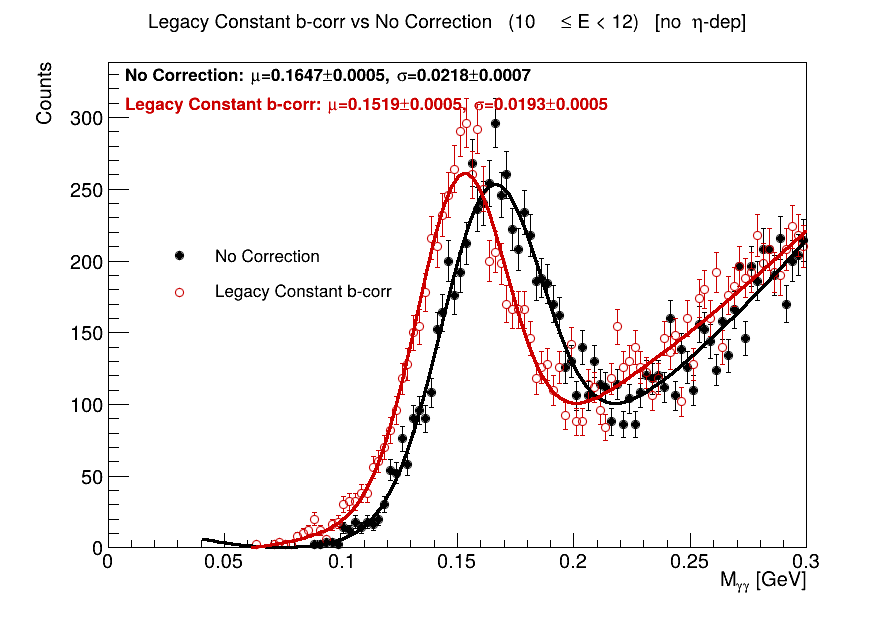 Legacy Constant b-corr vs No Correction (10 ≤ E < 12) [no η-dep]
No Correction: μ=0.1647±0.0005, σ=0.0218±0.0007
Legacy Constant b-corr: μ=0.1519±0.0005, σ=0.0193±0.0005
Counts
300
250
200
150
100
50
0
No Correction
Legacy Constant b-corr
0 0.05 0.1 0.15 0.2 0.25 0.3
Mγγ [GeV]